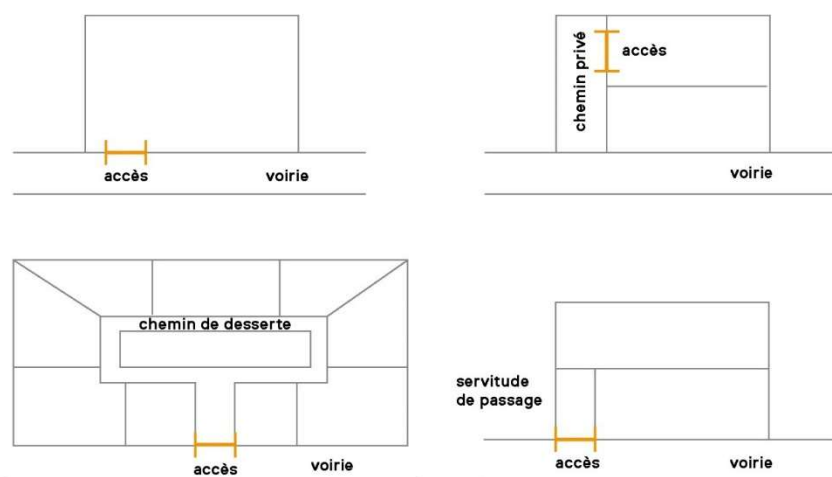 accès
voirie
chemin privé
accès
voirie
chemin de desserte
accès
voirie
servitude
de passage
accès
voirie